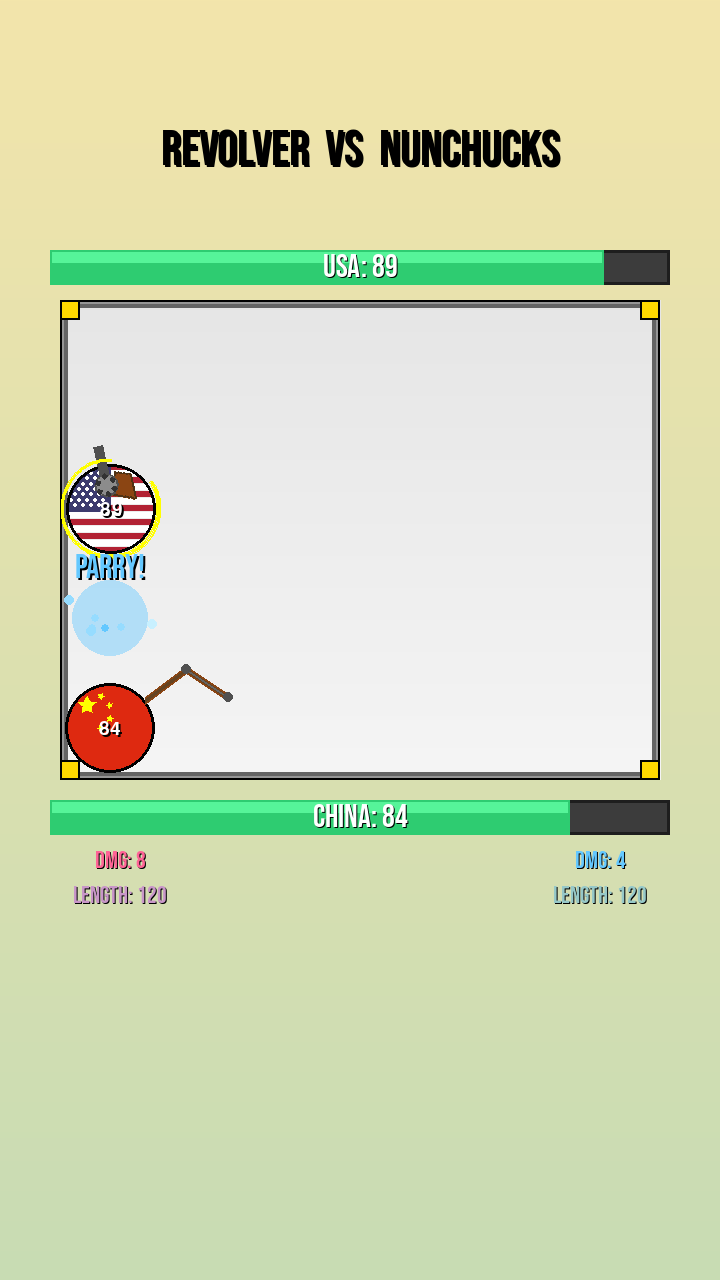 REVOLVER VS NUNCHUCKS
USA: 89
89
PARRY!
84
CHINA: 84
DMG: 8
DMG: 4
LENGTH: 120
LENGTH: 120